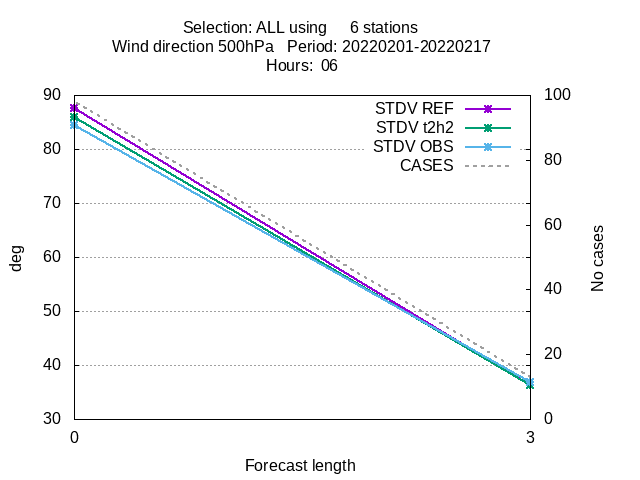 Selection: ALL using     6 stations
Wind direction 500hPa   Period: 20220201-20220217
Hours:  06
90
80
70
60
50
40
30
100
80
60
40
20
0
STDV REF
STDV t2h2
STDV OBS
CASES
deg
No cases
0
3
Forecast length